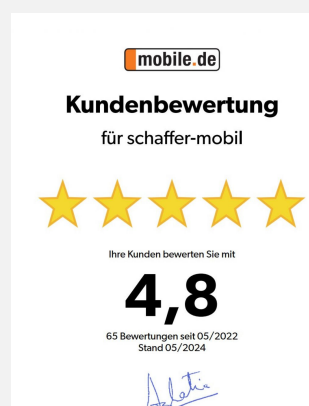 mobile.de
Kundenbewertung
für schaffer-mobil
Ihre Kunden bewerten Sie mit
4,8
65 Bewertungen seit 05/2022
Stand 05/2024